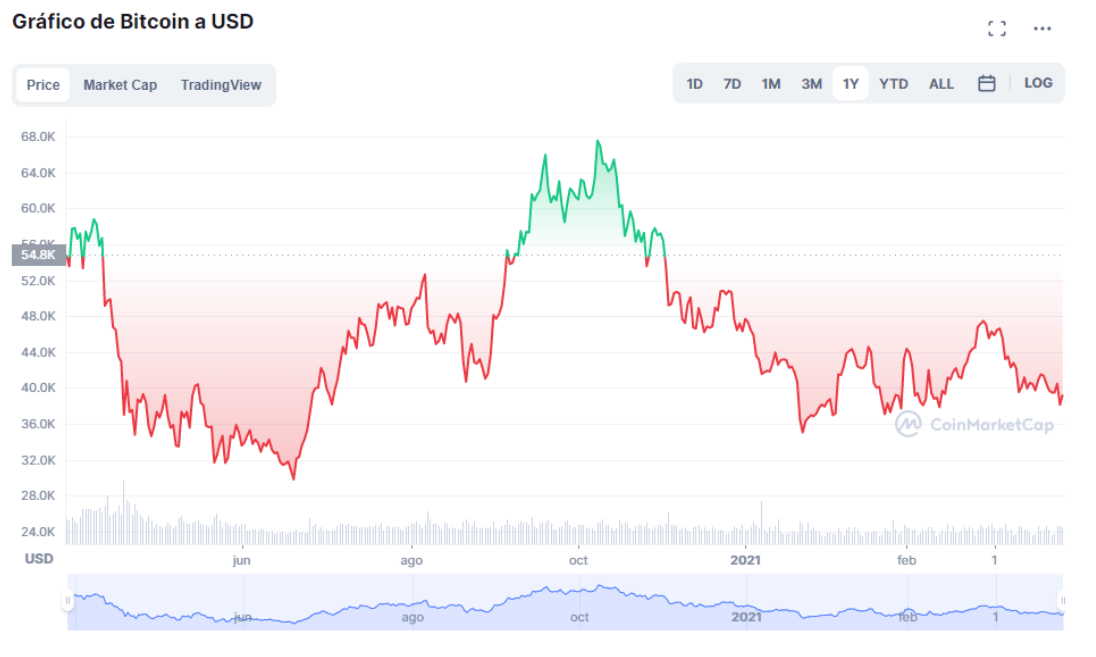 Gráfico de Bitcoin a USD
Price Market Cap TradingView
1D 7D 1M 3M 1Y YTD ALL LOG
68.0K
64.0K
60.0K
56.0K
54.8K
52.0K
48.0K
44.0K
40.0K
36.0K
CoinMarketCap
32.0K
28.0K
24.0K
USD jun ago oct 2021 feb 1
jun ago oct 2021 feb 1